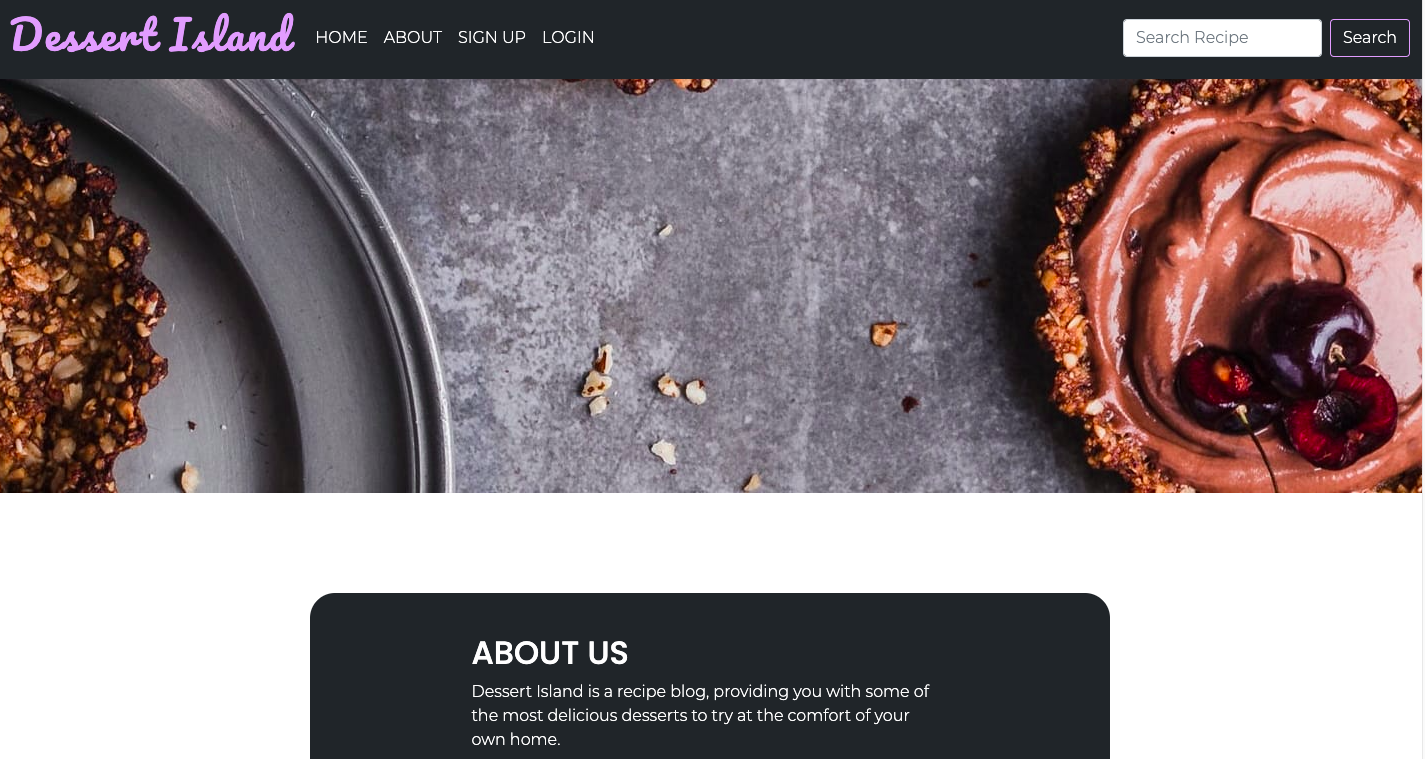 Dessert Island
HOME ABOUT SIGN UP LOGIN
Search Recipe Search
ABOUT US
Dessert Island is a recipe blog, providing you with some of
the most delicious desserts to try at the comfort of your
own home.